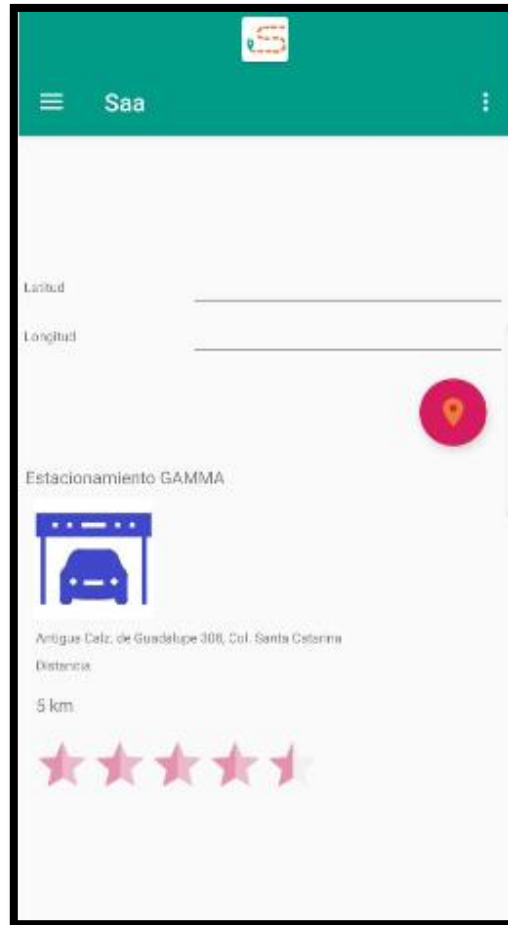 Saa
Latitud
Longitud
Estacionamiento GAMMA
Antigua Calz. de Guadalupe 308, Col. Santa Catarina
Distancia
5 km